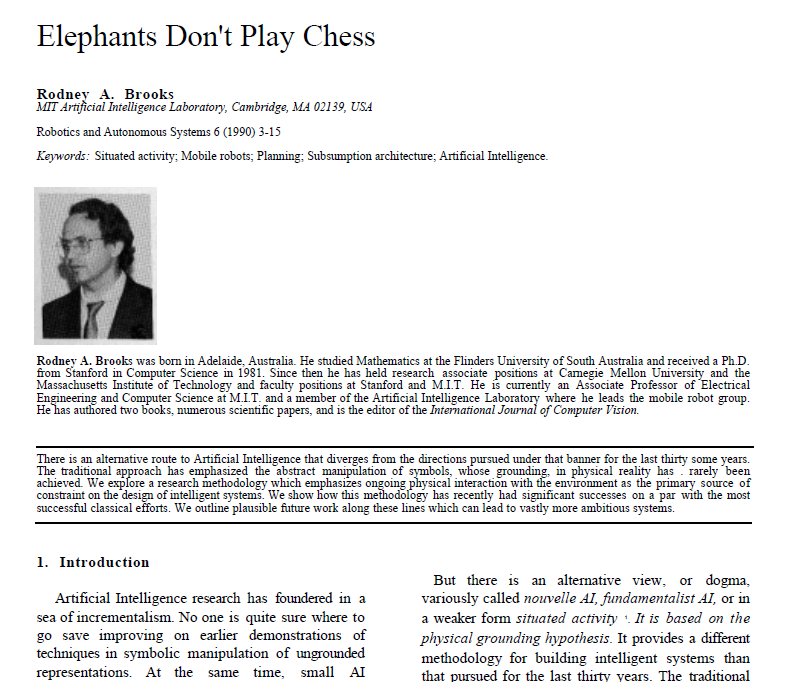 Elephants Don't Play Chess
Rodney A. Brooks
MIT Artificial Intelligence Laboratory, Cambridge, MA 02139, USA
Robotics and Autonomous Systems 6 (1990) 3-15
Keywords: Situated activity; Mobile robots; Planning; Subsumption architecture; Artificial Intelligence.
Rodney A. Brooks was born in Adelaide, Australia. He studied Mathematics at the Flinders University of South Australia and received a Ph.D.
from Stanford in Computer Science in 1981. Since then he has held research associate positions at Carnegie Mellon University and the
Massachusetts Institute of Technology and faculty positions at Stanford and M.I.T. He is currently an Associate Professor of Electrical
Engineering and Computer Science at M.I.T. and a member of the Artificial Intelligence Laboratory where he leads the mobile robot group.
He has authored two books, numerous scientific papers, and is the editor of the International Journal of Computer Vision.
There is an alternative route to Artificial Intelligence that diverges from the directions pursued under that banner for the last thirty some years.
The traditional approach has emphasized the abstract manipulation of symbols, whose grounding, in physical reality has . rarely been
achieved. We explore a research methodology which emphasizes ongoing physical interaction with the environment as the primary source of
constraint on the design of intelligent systems. We show how this methodology has recently had significant successes on a par with the most
successful classical efforts. We outline plausible future work along these lines which can lead to vastly more ambitious systems.
1. Introduction
Artificial Intelligence research has foundered in a
sea of incrementalism. No one is quite sure where to
go save improving on earlier demonstrations of
techniques in symbolic manipulation of ungrounded
representations. At the same time, small AI
But there is an alternative view, or dogma,
variously called nouvelle AI, fundamentalist AI, or in
a weaker form situated activity ‵. It is based on the
physical grounding hypothesis. It provides a different
methodology for building intelligent systems than
that pursued for the last thirty years. The traditional